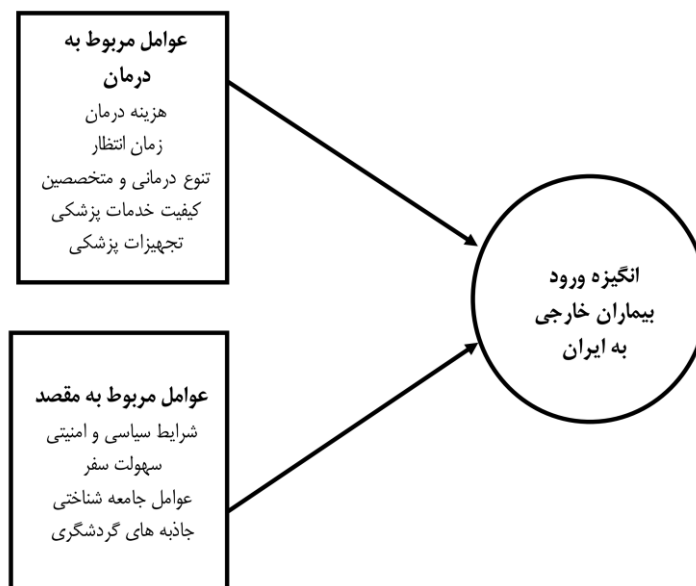 عوامل مربوط به
درمان
هزینه درمان
زمان انتظار
تنوع درمانی و متخصصین
کیفیت خدمات پزشکی
تجهیزات پزشکی
انگیزه ورود
بیماران خارجی
به ایران
عوامل مربوط به مقصد
شرایط سیاسی و امنیتی
سهولت سفر
عوامل جامعه شناختی
جاذبه های گردشگری